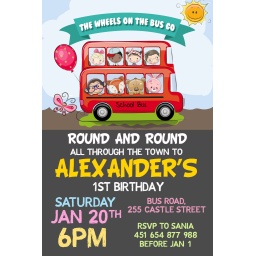 THE WHEELS ON THE BUS GO
School Bus
ROUND AND ROUND
ALL THROUGH THE TOWN TO
ALEXANDER'S
1ST BIRTHDAY
SATURDAY
JAN 20TH
6PM
BUS ROAD,
255 CASTLE STREET
RSVP TO SANIA
451 654 877 988
BEFORE JAN 1